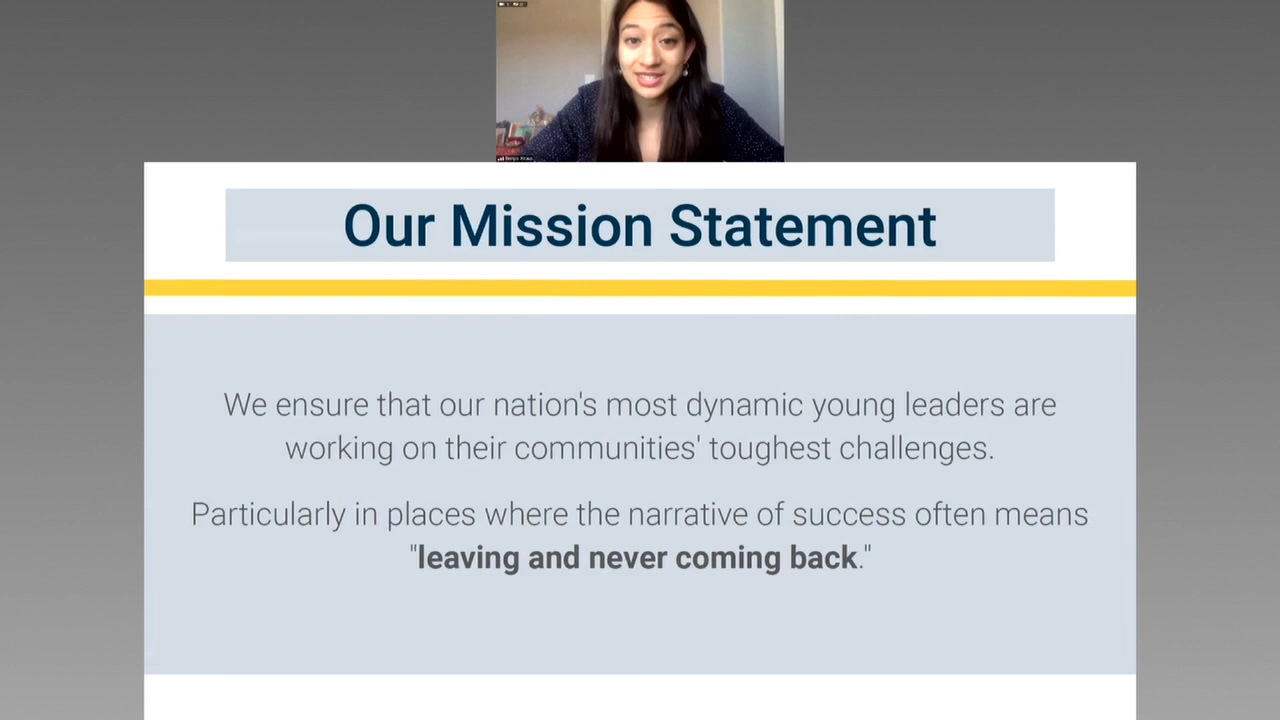 Our Mission Statement
We ensure that our nation's most dynamic young leaders are
working on their communities' toughest challenges.
Particularly in places where the narrative of success often means
"leaving and never coming back."